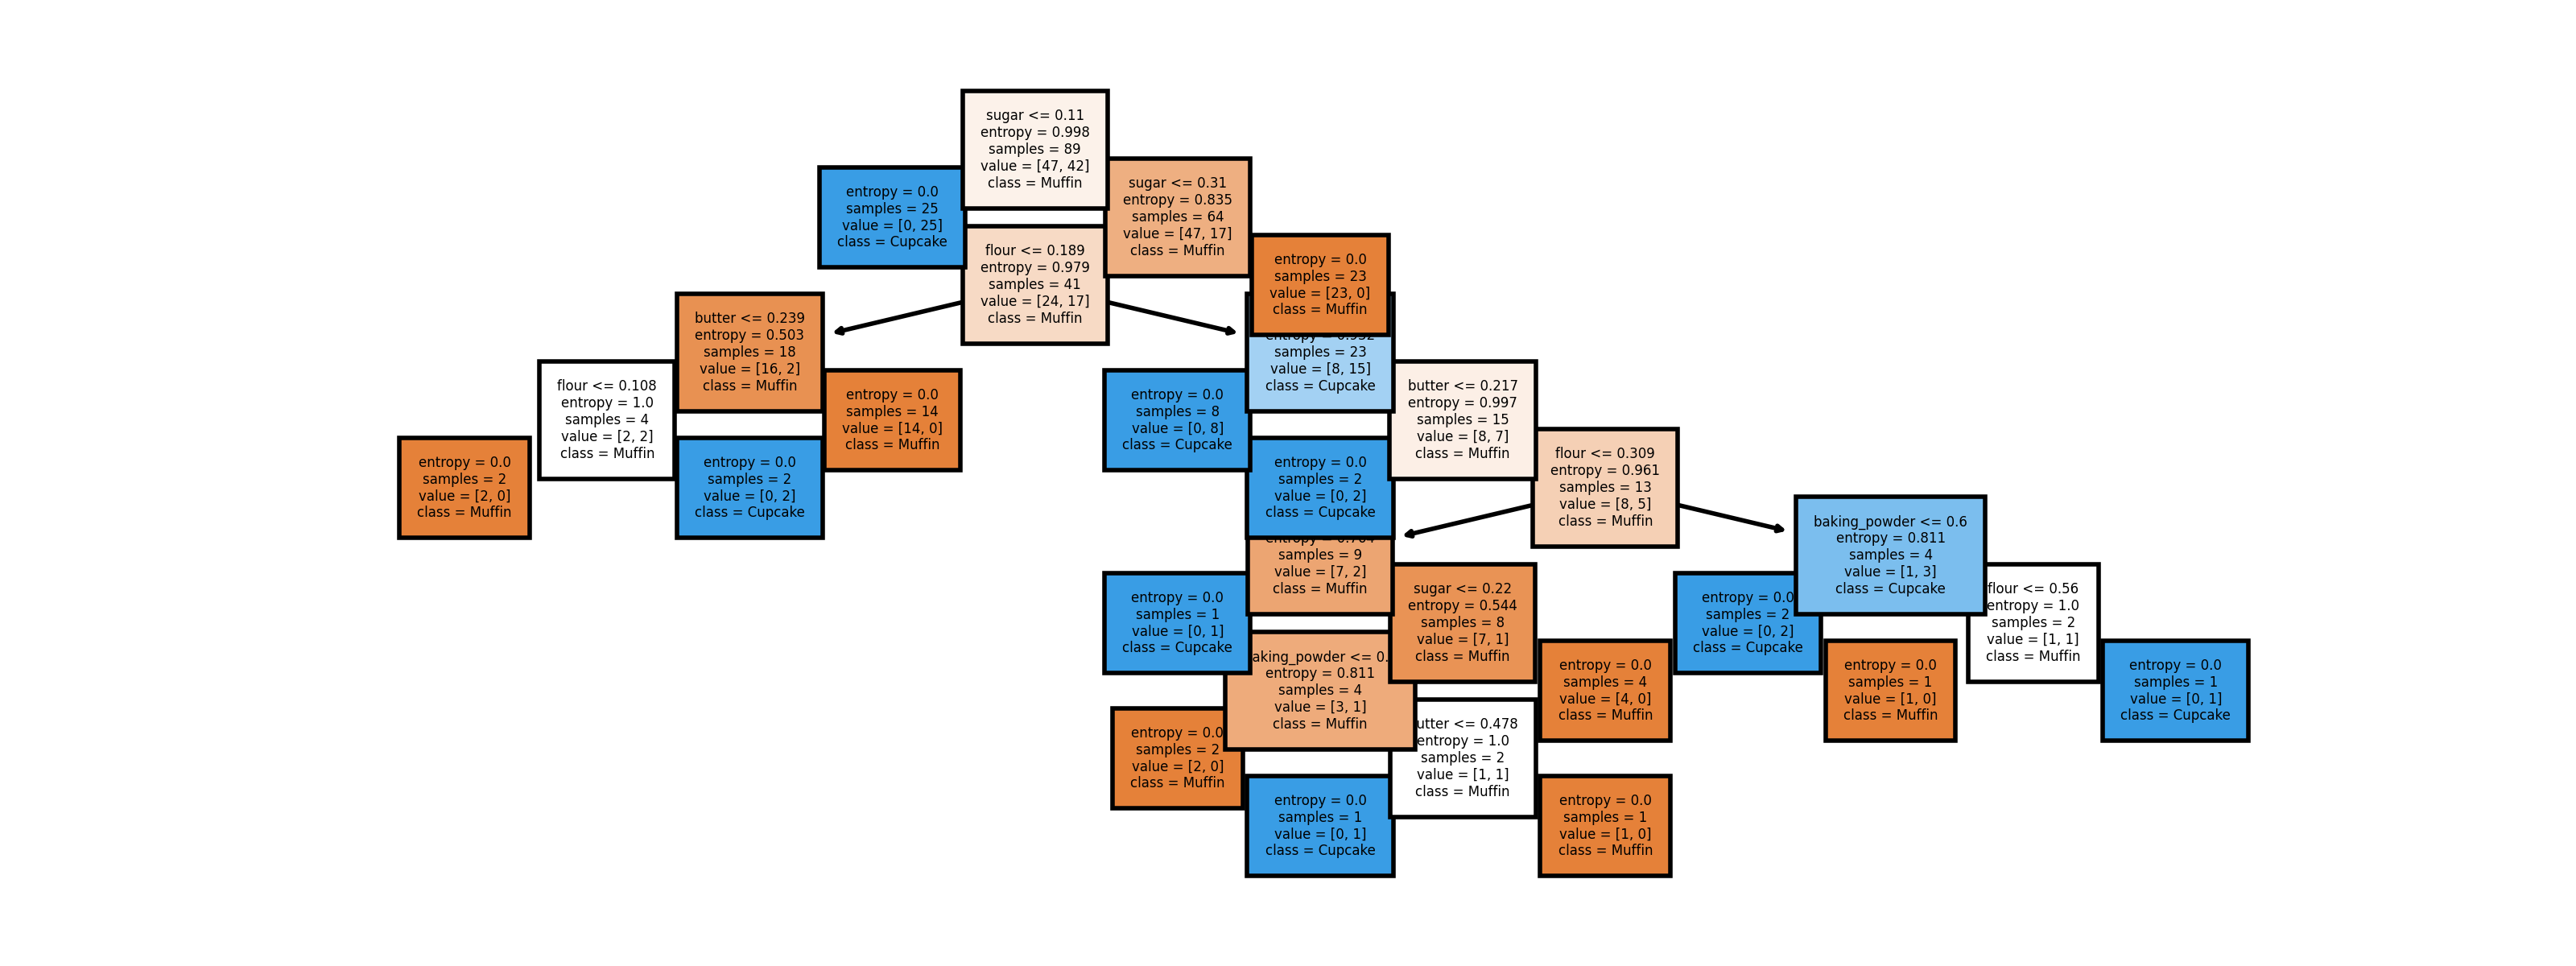 sugar <= 0.11
entropy = 0.998
samples = 89
value = [47, 42]
class = Muffin
entropy = 0.0
samples = 25
value = [0, 25]
class = Cupcake
sugar <= 0.31
entropy = 0.835
samples = 64
value = [47, 17]
class = Muffin
flour <= 0.189
entropy = 0.979
samples = 41
value = [24, 17]
class = Muffin
entropy = 0.0
samples = 23
value = [23, 0]
class = Muffin
butter <= 0.239
entropy = 0.503
samples = 18
value = [16, 2]
class = Muffin
samples = 23
value = [8, 15]
class = Cupcake
flour <= 0.108
entropy = 1.0
samples = 4
value = [2, 2]
class = Muffin
entropy = 0.0
samples = 14
value = [14, 0]
class = Muffin
entropy = 0.0
samples = 8
value = [0, 8]
class = Cupcake
butter <= 0.217
entropy = 0.997
samples = 15
value = [8, 7]
class = Muffin
entropy = 0.0
samples = 2
value = [2, 0]
class = Muffin
entropy = 0.0
samples = 2
value = [0, 2]
class = Cupcake
entropy = 0.0
samples = 2
value = [0, 2]
class = Cupcake
flour <= 0.309
entropy = 0.961
samples = 13
value = [8, 5]
class = Muffin
samples = 9
value = [7, 2]
class = Muffin
baking_powder <= 0.6
entropy = 0.811
samples = 4
value = [1, 3]
class = Cupcake
entropy = 0.0
samples = 1
value = [0, 1]
class = Cupcake
sugar <= 0.22
entropy = 0.544
samples = 8
value = [7, 1]
class = Muffin
entropy = 0.0
samples = 2
value = [0, 2]
class = Cupcake
flour <= 0.56
entropy = 1.0
samples = 2
value = [1, 1]
class = Muffin
aking_powder <= 0.
entropy = 0.811
samples = 4
value = [3, 1]
class = Muffin
entropy = 0.0
samples = 4
value = [4, 0]
class = Muffin
entropy = 0.0
samples = 1
value = [1, 0]
class = Muffin
entropy = 0.0
samples = 1
value = [0, 1]
class = Cupcake
entropy = 0.0
samples = 2
value = [2, 0]
class = Muffin
utter <= 0.478
entropy = 1.0
samples = 2
value = [1, 1]
class = Muffin
entropy = 0.0
samples = 1
value = [0, 1]
class = Cupcake
entropy = 0.0
samples = 1
value = [1, 0]
class = Muffin